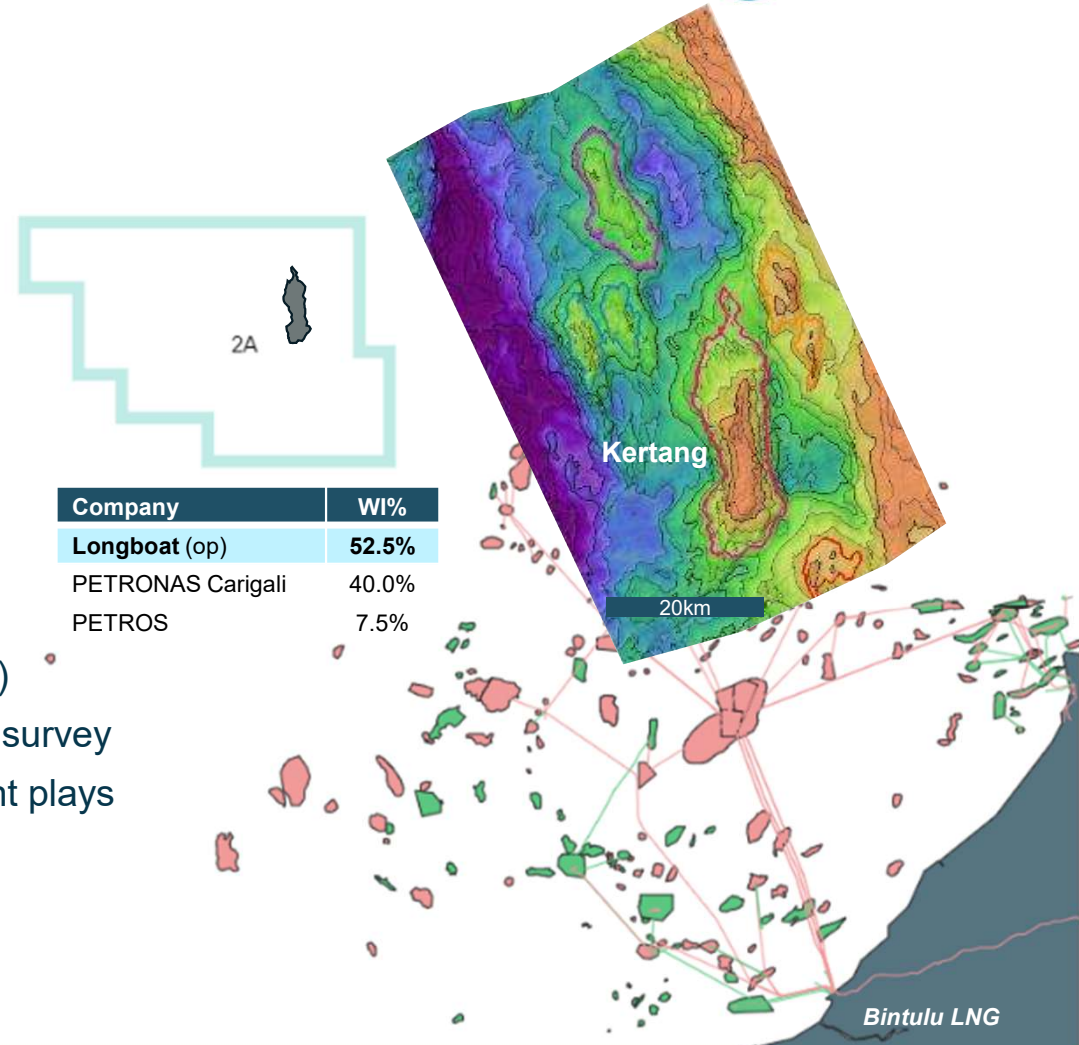 2A
Kertang
20km
Company WI%
Longboat (op) 52.5%
PETRONAS Carigali 40.0%
PETROS 7.5%
)
survey
nt plays
Bintulu LNG